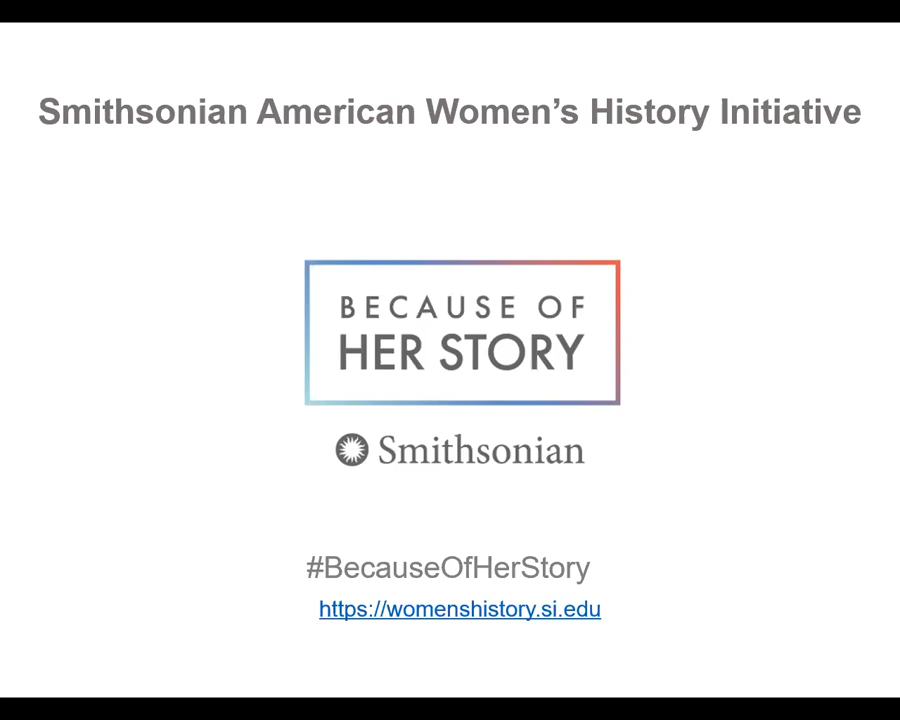 Smithsonian American Women’s History Initiative
BECAUSE OF
HER STORY
Smithsonian
#BecauseOfHerStory
https://womenshistory.si.edu